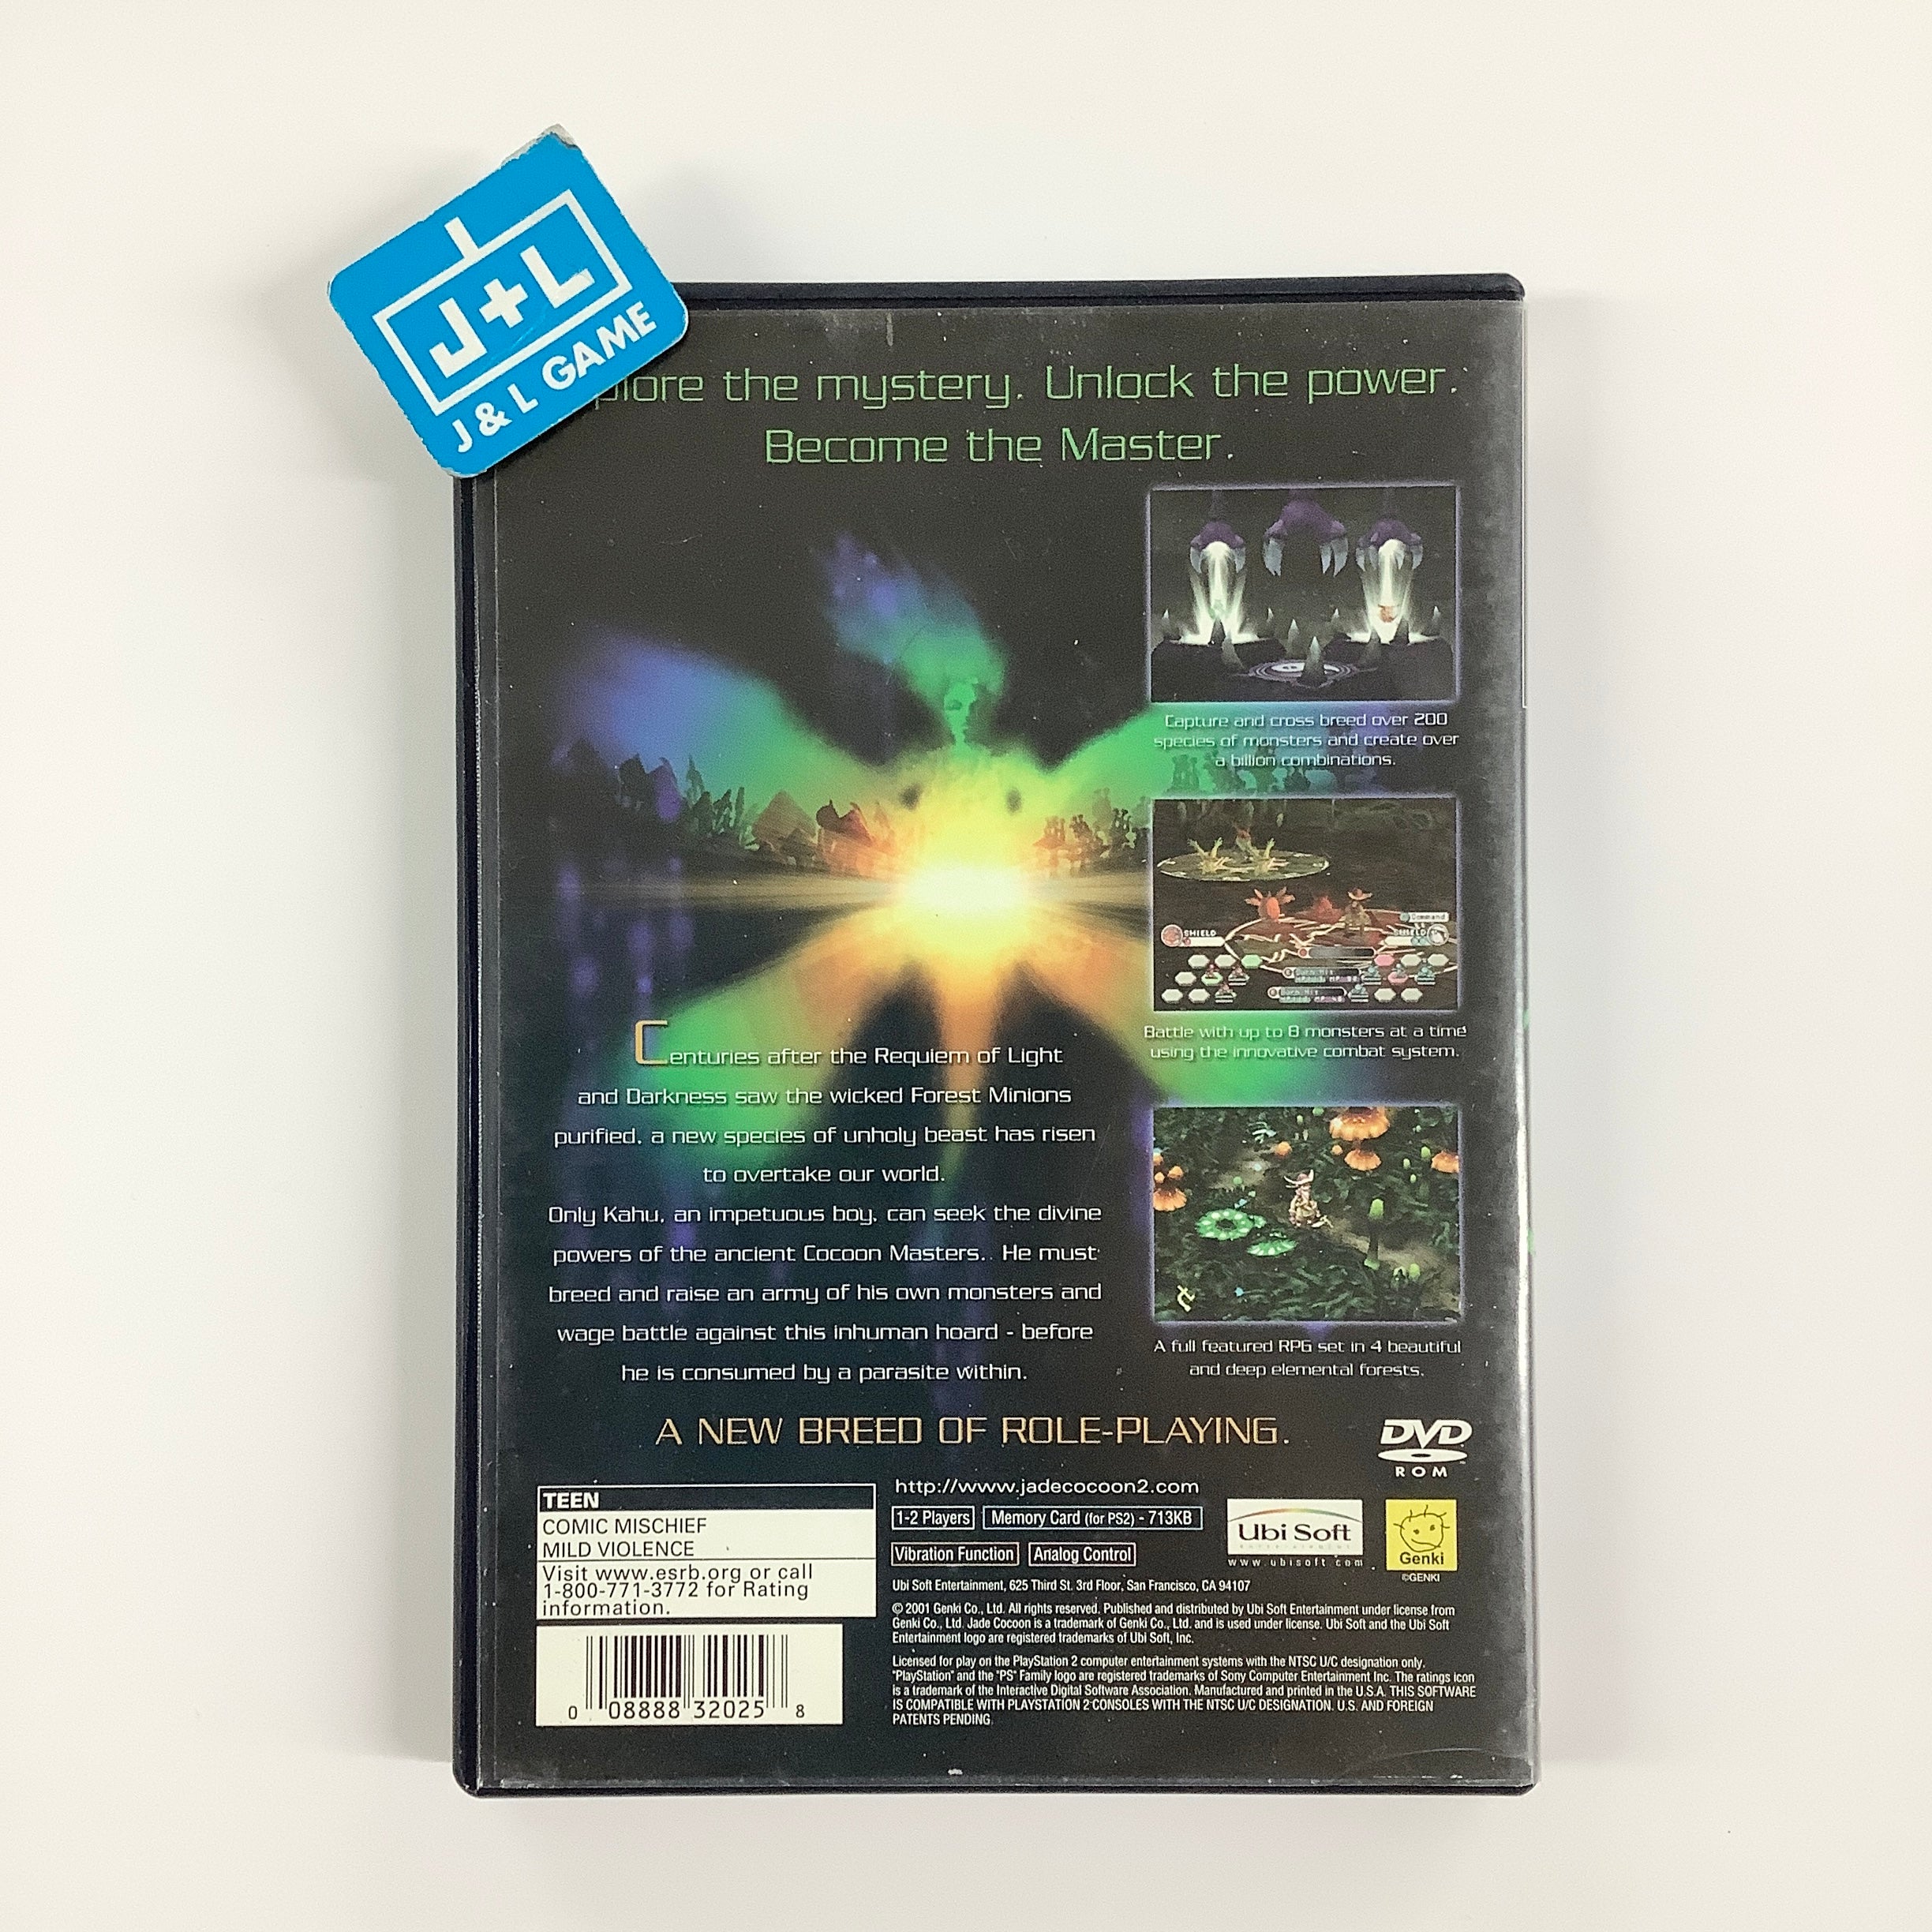 J+L
J & L GAME
plore the mystery. Unlock the power.
Become the Master.
Capture and cross breed over 200
species of monsters and create over
a billion combinations.
Command
SHIELD
SHIELD
Battle with up to 8 monsters at a time
using the innovative combat system.
Centuries after the Requiem of Light
and Darkness saw the wicked Forest Minions
purified, a new species of unholy beast has risen
to overtake our world.
Only Kahu, an impetuous boy, can seek the divine
powers of the ancient Cocoon Masters.. He must
breed and raise an army of his own monsters and
wage battle against this inhuman hoard - before
he is consumed by a parasite within.
A full featured RPG set in 4 beautiful
and deep elemental forests.
A NEW BREED OF ROLE-PLAYING.
DVD
ROM
TEEN
COMIC MISCHIEF
MILD VIOLENCE
Visit www.esrb.org or call
1-800-771-3772 for Rating
information.
0 08888 32025 8
http://www.jadecocoon2.com
1-2 Players Memory Card (for PS2) - 713KB
Vibration Function Analog Control
Ubi Soft
ENTERTAINMENT
www.ubisoft.com
Genki
©GENKI
Ubi Soft Entertainment, 625 Third St. 3rd Floor, San Francisco, CA 94107
© 2001 Genki Co., Ltd. All rights reserved. Published and distributed by Ubi Soft Entertainment under license from
Genki Co., Ltd. Jade Cocoon is a trademark of Genki Co., Ltd. and is used under license. Ubi Soft and the Ubi Soft
Entertainment logo are registered trademarks of Ubi Soft, Inc.
Licensed for play on the PlayStation 2 computer entertainment systems with the NTSC U/C designation only.
"PlayStation" and the "PS" Family logo are registered trademarks of Sony Computer Entertainment Inc. The ratings icon
is a trademark of the Interactive Digital Software Association. Manufactured and printed in the U.S.A. THIS SOFTWARE
IS COMPATIBLE WITH PLAYSTATION 2 CONSOLES WITH THE NTSC U/C DESIGNATION. U.S. AND FOREIGN
PATENTS PENDING.